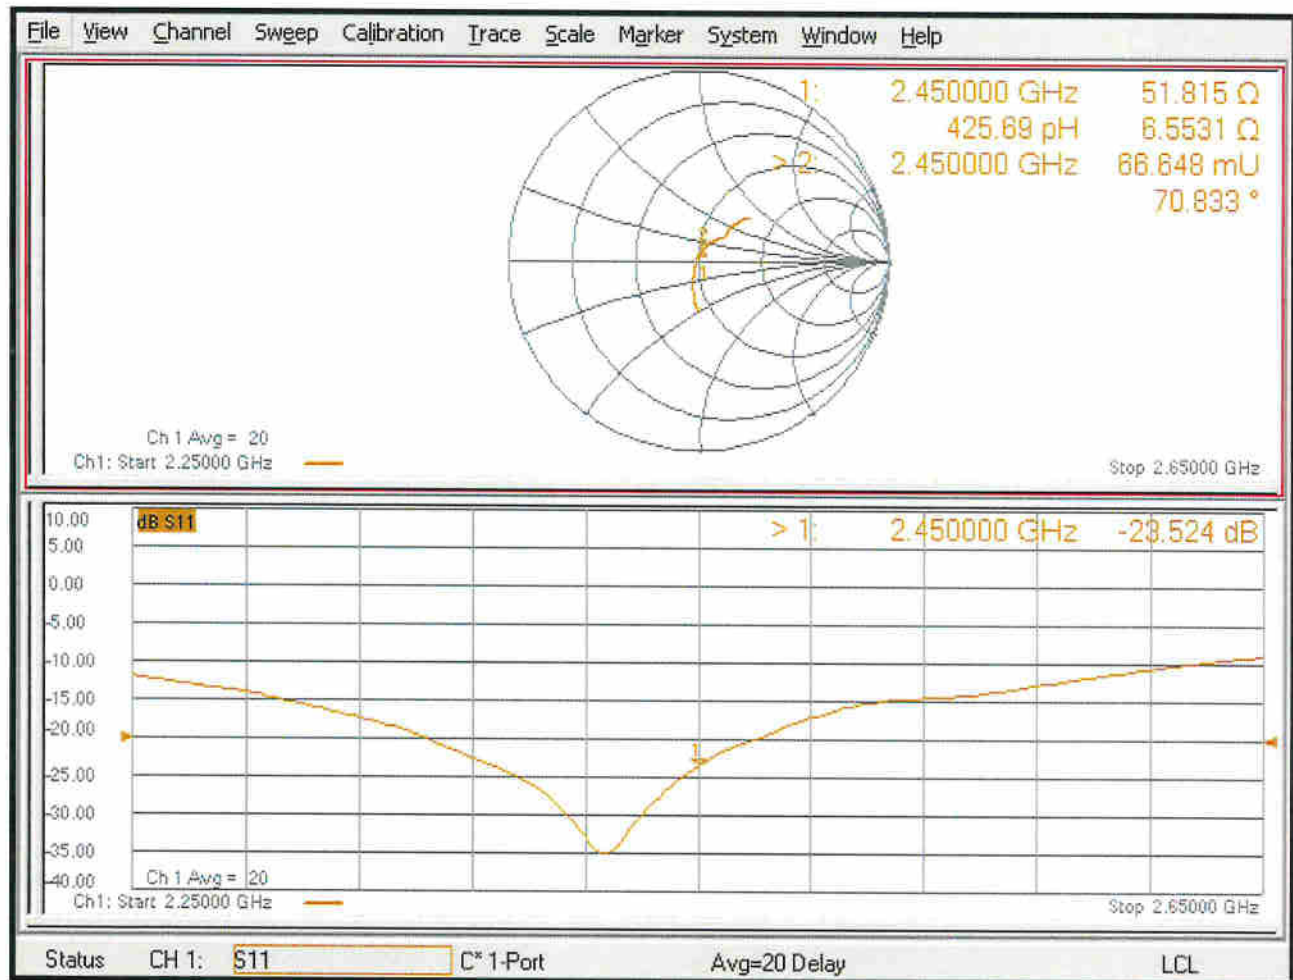 File View Channel Sweep Calibration Trace Scale Marker System Window Help
1: 2.450000 GHz 51.815 Ω
425.69 pH 6.5531 Ω
> 2: 2.450000 GHz 66.648 mU
70.833 °
2
1
Ch 1 Avg = 20
Ch1: Start 2.25000 GHz
Stop 2.65000 GHz
dB S11
> 1: 2.450000 GHz -23.524 dB
10.00
5.00
0.00
-5.00
-10.00
-15.00
-20.00
-25.00
-30.00
-35.00
-40.00
1
Ch 1 Avg = 20
Ch1: Start 2.25000 GHz
Stop 2.65000 GHz
Status CH 1: S11 C* 1-Port Avg=20 Delay LCL